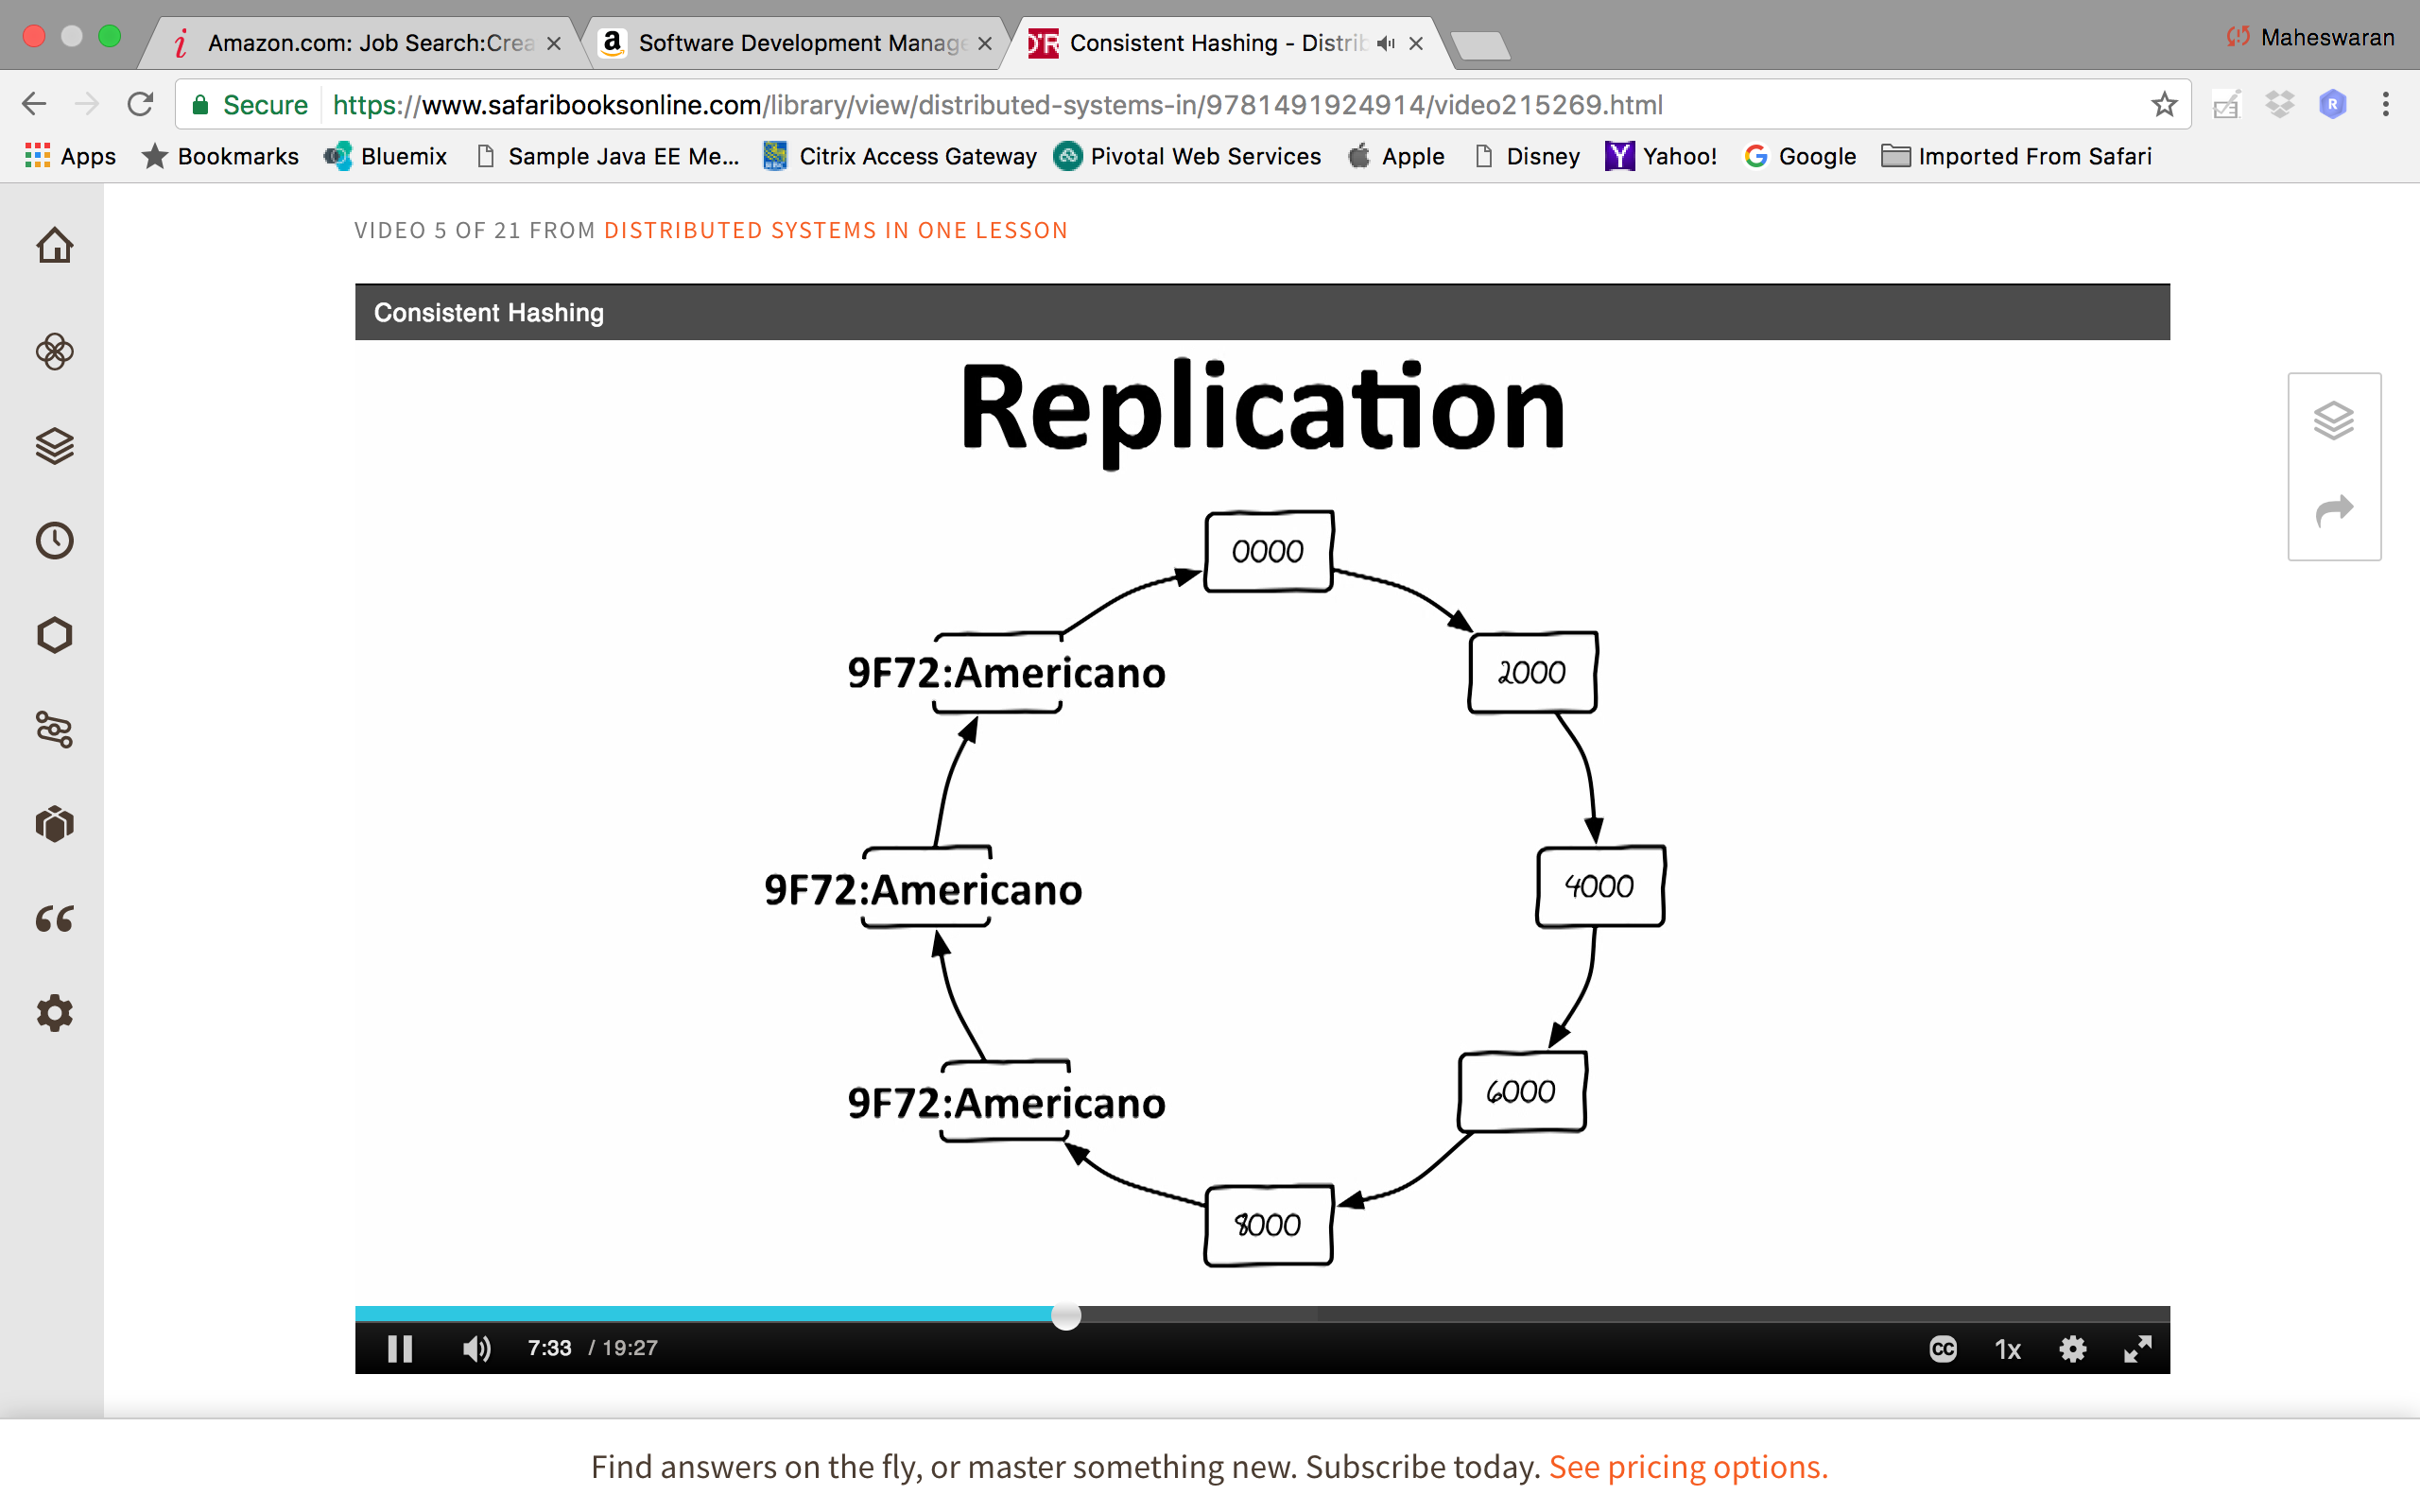 Amazon.com: Job Search:Crea
Software Development Manage
Consistent Hashing - Distrib
Maheswaran
Secure
https://www.safaribooksonline.com/library/view/distributed-systems-in/9781491924914/video215269.html
Apps
Bookmarks
Bluemix
Sample Java EE Me...
Citrix Access Gateway
Pivotal Web Services
Apple
Disney
Yahoo!
Google
Imported From Safari
VIDEO 5 OF 21 FROM DISTRIBUTED SYSTEMS IN ONE LESSON
Consistent Hashing
Replication
0000
9F72:Americano
2000
9F72:Americano
4000
9F72:Americano
6000
8000
7:33 / 19:27
CC
1x
Find answers on the fly, or master something new. Subscribe today. See pricing options.